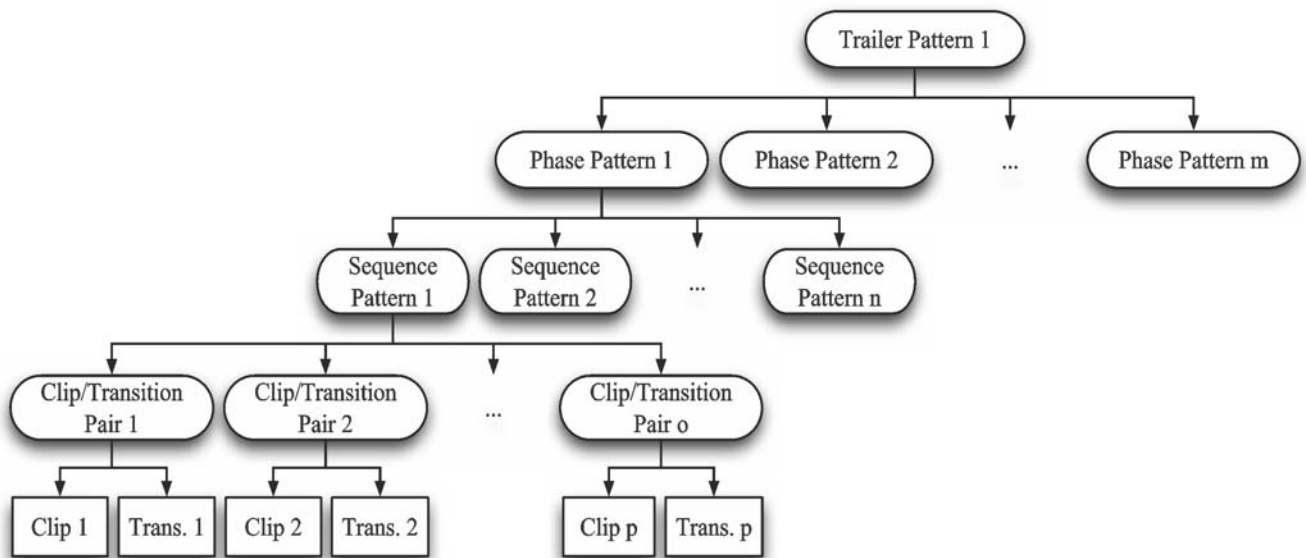 Trailer Pattern 1
Phase Pattern 1
Phase Pattern 2
...
Phase Pattern m
Sequence
Pattern 1
Sequence
Pattern 2
...
Sequence
Pattern n
Clip/Transition
Pair 1
Clip/Transition
Pair 2
...
Clip/Transition
Pair o
Clip 1
Trans. 1
Clip 2
Trans. 2
Clip p
Trans. p